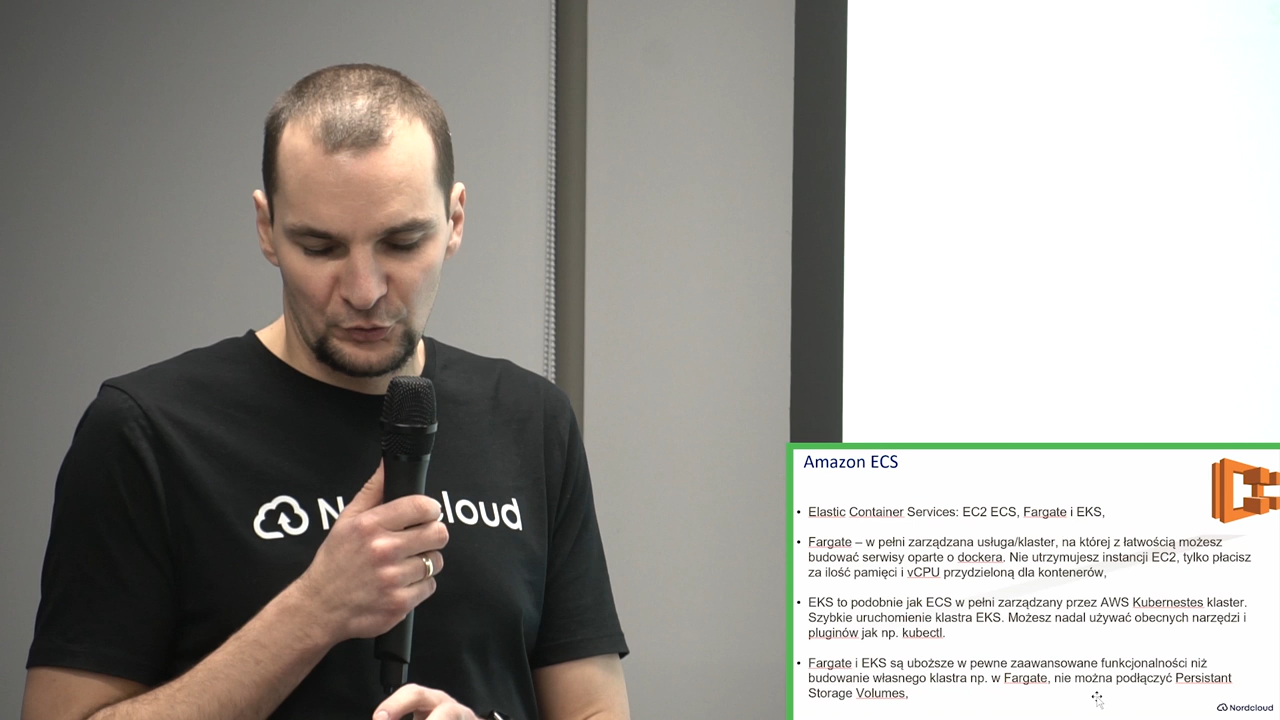 Nordcloud
Amazon ECS
• Elastic Container Services: EC2 ECS, Fargate i EKS,
• Fargate – w pełni zarządzana usługa/klaster, na której z łatwością możesz
budować serwisy oparte o dockera. Nie utrzymujesz instancji EC2, tylko płacisz
za ilość pamięci i vCPU przydzieloną dla kontenerów,
• EKS to podobnie jak ECS w pełni zarządzany przez AWS Kubernestes klaster.
Szybkie uruchomienie klastra EKS. Możesz nadal używać obecnych narzędzi i
pluginów jak np. kubectl.
• Fargate i EKS są uboższe w pewne zaawansowane funkcjonalności niż
budowanie własnego klastra np. w Fargate, nie można podłączyć Persistant
Storage Volumes,
Nordcloud